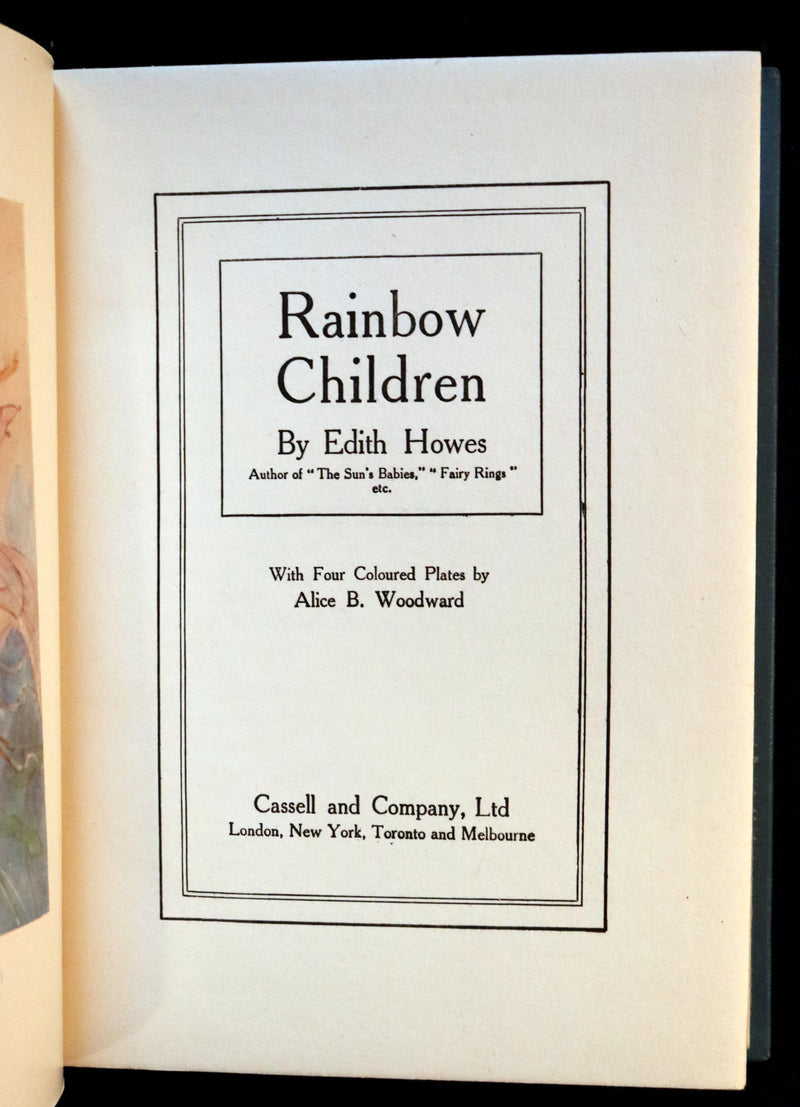 Rainbow
Children
By Edith Howes
Author of "The Sun's Babies," "Fairy Rings"
etc.
With Four Coloured Plates by
Alice B. Woodward
Cassell and Company, Ltd
London, New York, Toronto and Melbourne